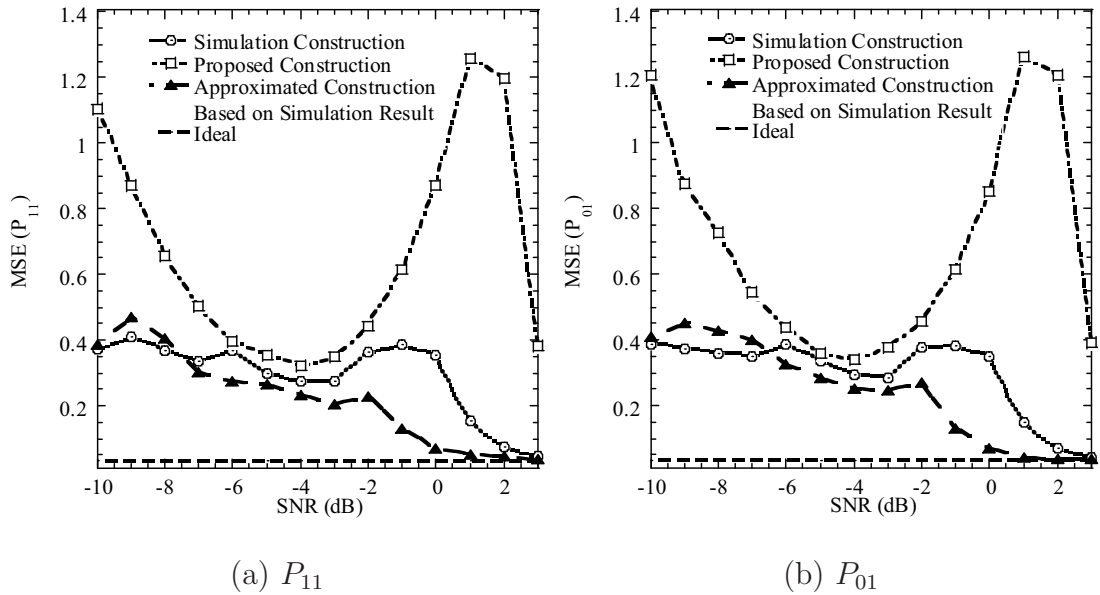 1.4
1.2
1
0.8
0.6
0.4
0.2
MSE (P11)
Simulation Construction
Proposed Construction
Approximated Construction
Based on Simulation Result
Ideal
-10 -8 -6 -4 -2 0 2
SNR (dB)
(a) P11
1.4
1.2
1
0.8
0.6
0.4
0.2
MSE (P01)
Simulation Construction
Proposed Construction
Approximated Construction
Based on Simulation Result
Ideal
-10 -8 -6 -4 -2 0 2
SNR (dB)
(b) P01